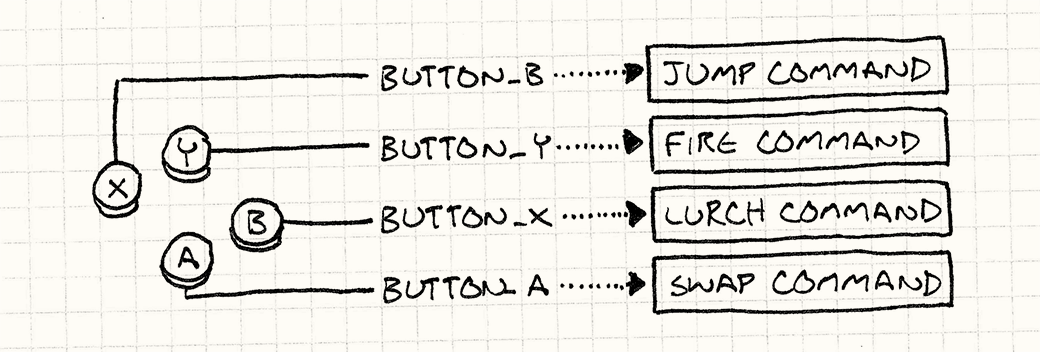 BUTTON_B JUMP COMMAND
Y BUTTON_Y FIRE COMMAND
X
B BUTTON_X LURCH COMMAND
A BUTTON_A SWAP COMMAND